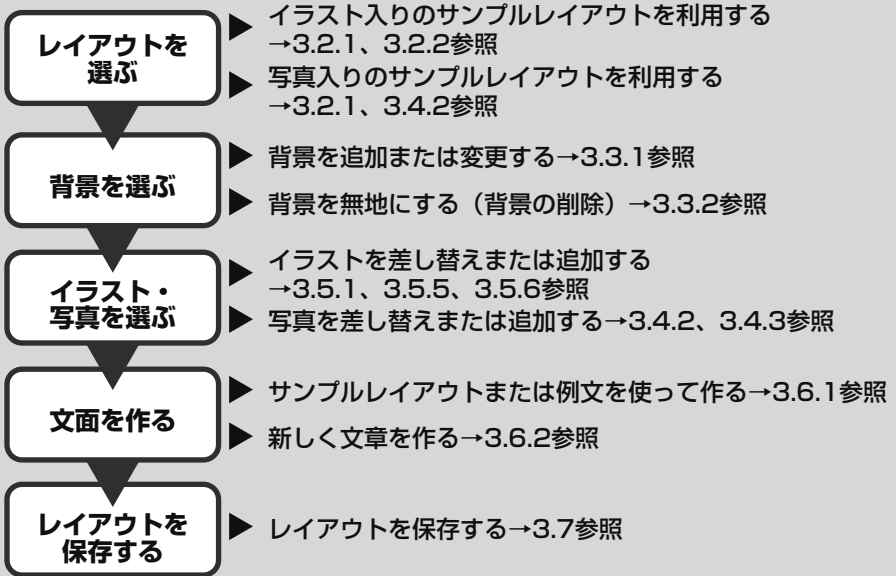 レイアウトを
選ぶ
イラスト入りのサンプルレイアウトを利用する
→3.2.1、3.2.2参照
写真入りのサンプルレイアウトを利用する
→3.2.1、3.4.2参照
背景を選ぶ
背景を追加または変更する→3.3.1参照
背景を無地にする（背景の削除）→3.3.2参照
イラスト・
写真を選ぶ
イラストを差し替えまたは追加する
→3.5.1、3.5.5、3.5.6参照
写真を差し替えまたは追加する→3.4.2、3.4.3参照
文面を作る
サンプルレイアウトまたは例文を使って作る→3.6.1参照
新しく文章を作る→3.6.2参照
レイアウトを
保存する
レイアウトを保存する→3.7参照